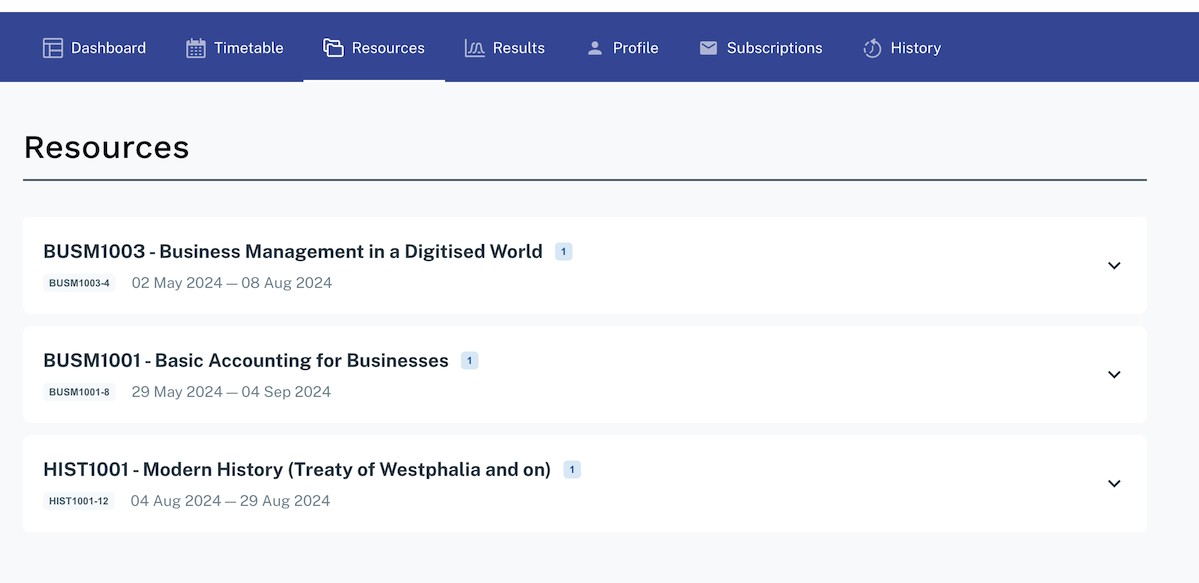 Dashboard Timetable Resources Results Profile Subscriptions History
Resources
BUSM1003 - Business Management in a Digitised World 1
BUSM1003-4 02 May 2024 — 08 Aug 2024
BUSM1001 - Basic Accounting for Businesses 1
BUSM1001-8 29 May 2024 — 04 Sep 2024
HIST1001 - Modern History (Treaty of Westphalia and on) 1
HIST1001-12 04 Aug 2024 — 29 Aug 2024